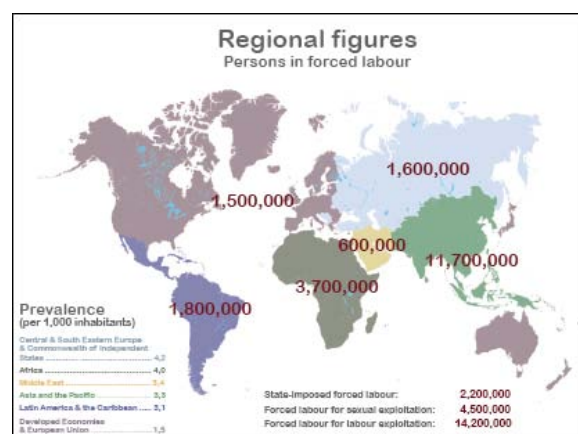 Regional figures
Persons in forced labour
1,600,000
1,500,000
600,000
11,700,000
3,700,000
1,800,000
Prevalence
(per 1,000 inhabitants)
Central & South Eastern Europe
& Commonwealth of Independent
States 4,2
Africa 4,0
Middle East 3,4
Asia and the Pacific 3,3
Latin America & the Caribbean 3,1
Developed Economies
& European Union 1,5
State-imposed forced labour: 2,200,000
Forced labour for sexual exploitation: 4,500,000
Forced labour for labour exploitation: 14,200,000